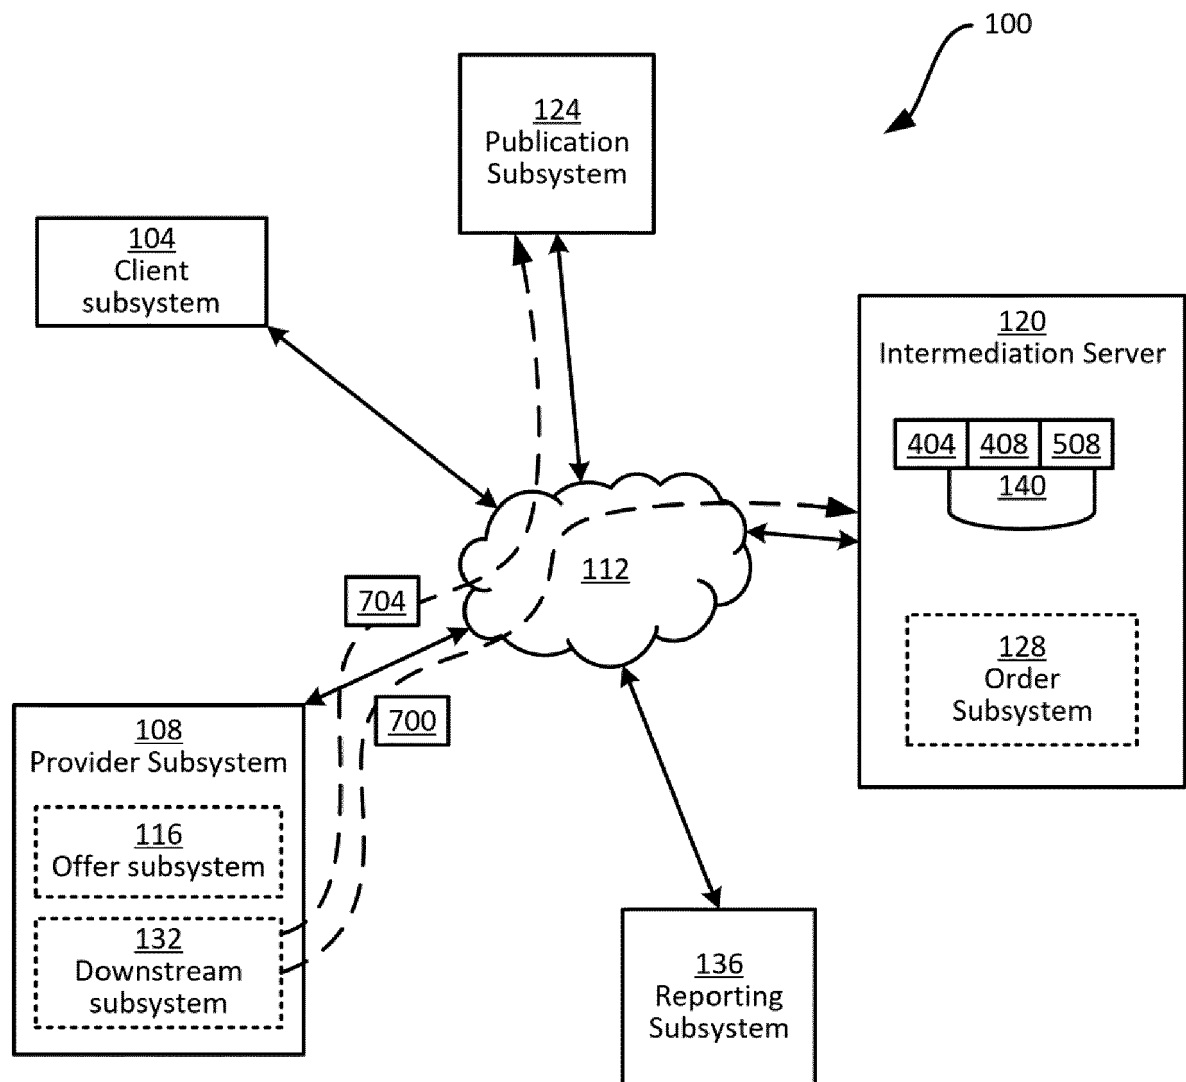 100
124
Publication
Subsystem
104
Client
subsystem
120
Intermediation Server
404 408 508
140
112
704
128
Order
Subsystem
700
108
Provider Subsystem
116
Offer subsystem
132
Downstream
subsystem
136
Reporting
Subsystem